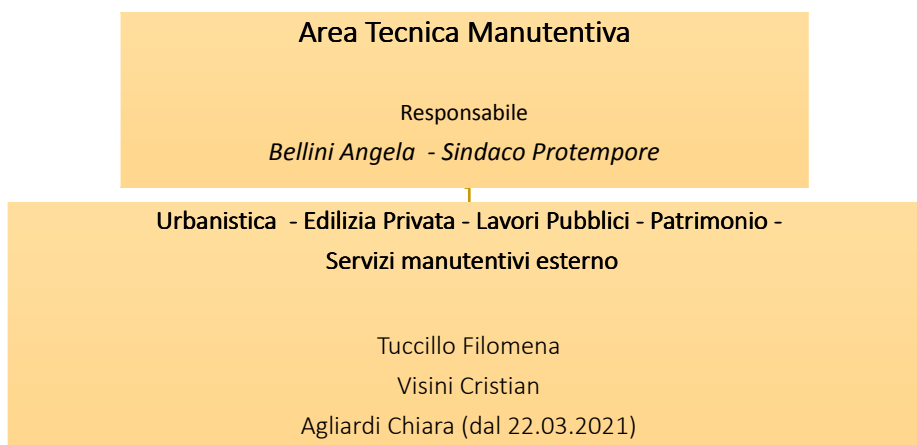 Area Tecnica Manutentiva
Responsabile
Bellini Angela - Sindaco Protempore
Urbanistica - Edilizia Privata - Lavori Pubblici - Patrimonio -
Servizi manutentivi esterno
Tuccillo Filomena
Visini Cristian
Agliardi Chiara (dal 22.03.2021)